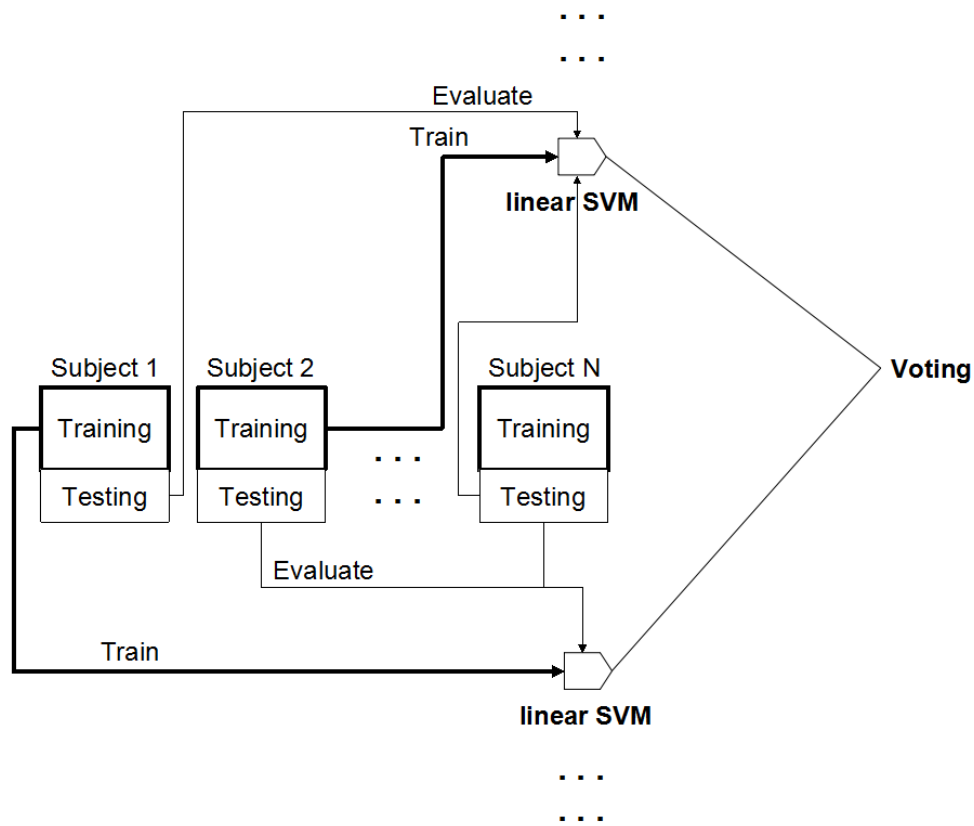 . . .
. . .
Evaluate
Train
linear SVM
Subject 1 Subject 2 Subject N
Voting
Training Training Training
. . .
Testing Testing . . . Testing
Evaluate
Train
linear SVM
. . .
. . .